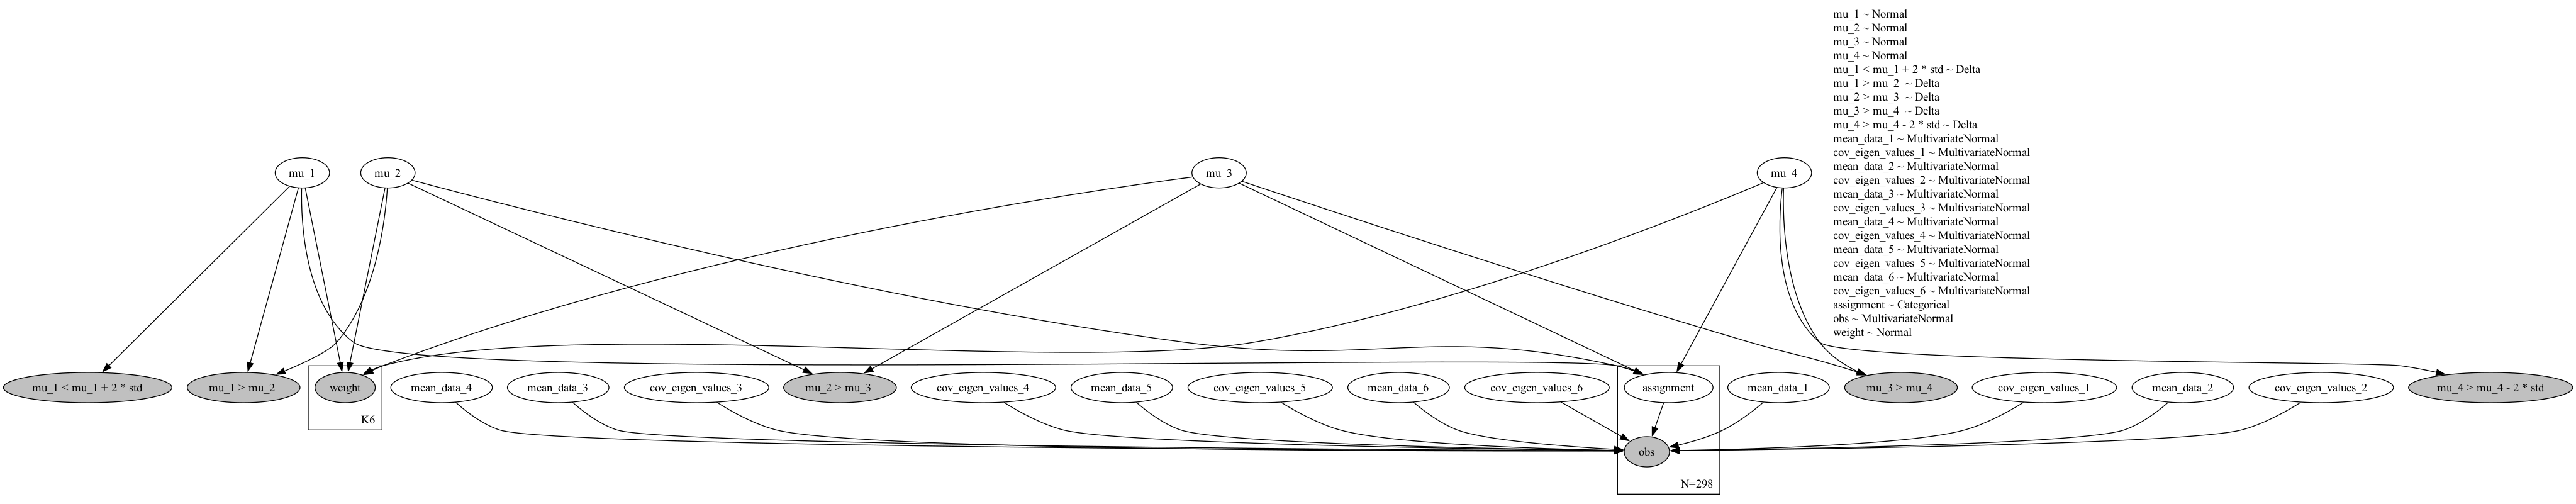 mu_1 ~ Normal
mu_2 ~ Normal
mu_3 ~ Normal
mu_4 ~ Normal
mu_1 < mu_1 + 2 * std ~ Delta
mu_1 > mu_2  ~ Delta
mu_2 > mu_3  ~ Delta
mu_3 > mu_4  ~ Delta
mu_4 > mu_4 - 2 * std ~ Delta
mean_data_1 ~ MultivariateNormal
cov_eigen_values_1 ~ MultivariateNormal
mean_data_2 ~ MultivariateNormal
cov_eigen_values_2 ~ MultivariateNormal
mean_data_3 ~ MultivariateNormal
cov_eigen_values_3 ~ MultivariateNormal
mean_data_4 ~ MultivariateNormal
cov_eigen_values_4 ~ MultivariateNormal
mean_data_5 ~ MultivariateNormal
cov_eigen_values_5 ~ MultivariateNormal
mean_data_6 ~ MultivariateNormal
cov_eigen_values_6 ~ MultivariateNormal
assignment ~ Categorical
obs ~ MultivariateNormal
weight ~ Normal
mu_1
mu_2
mu_3
mu_4
mu_1 < mu_1 + 2 * std
mu_1 > mu_2
weight
mean_data_4
mean_data_3
cov_eigen_values_3
mu_2 > mu_3
cov_eigen_values_4
mean_data_5
cov_eigen_values_5
mean_data_6
cov_eigen_values_6
assignment
mean_data_1
mu_3 > mu_4
cov_eigen_values_1
mean_data_2
cov_eigen_values_2
mu_4 > mu_4 - 2 * std
K6
obs
N=298